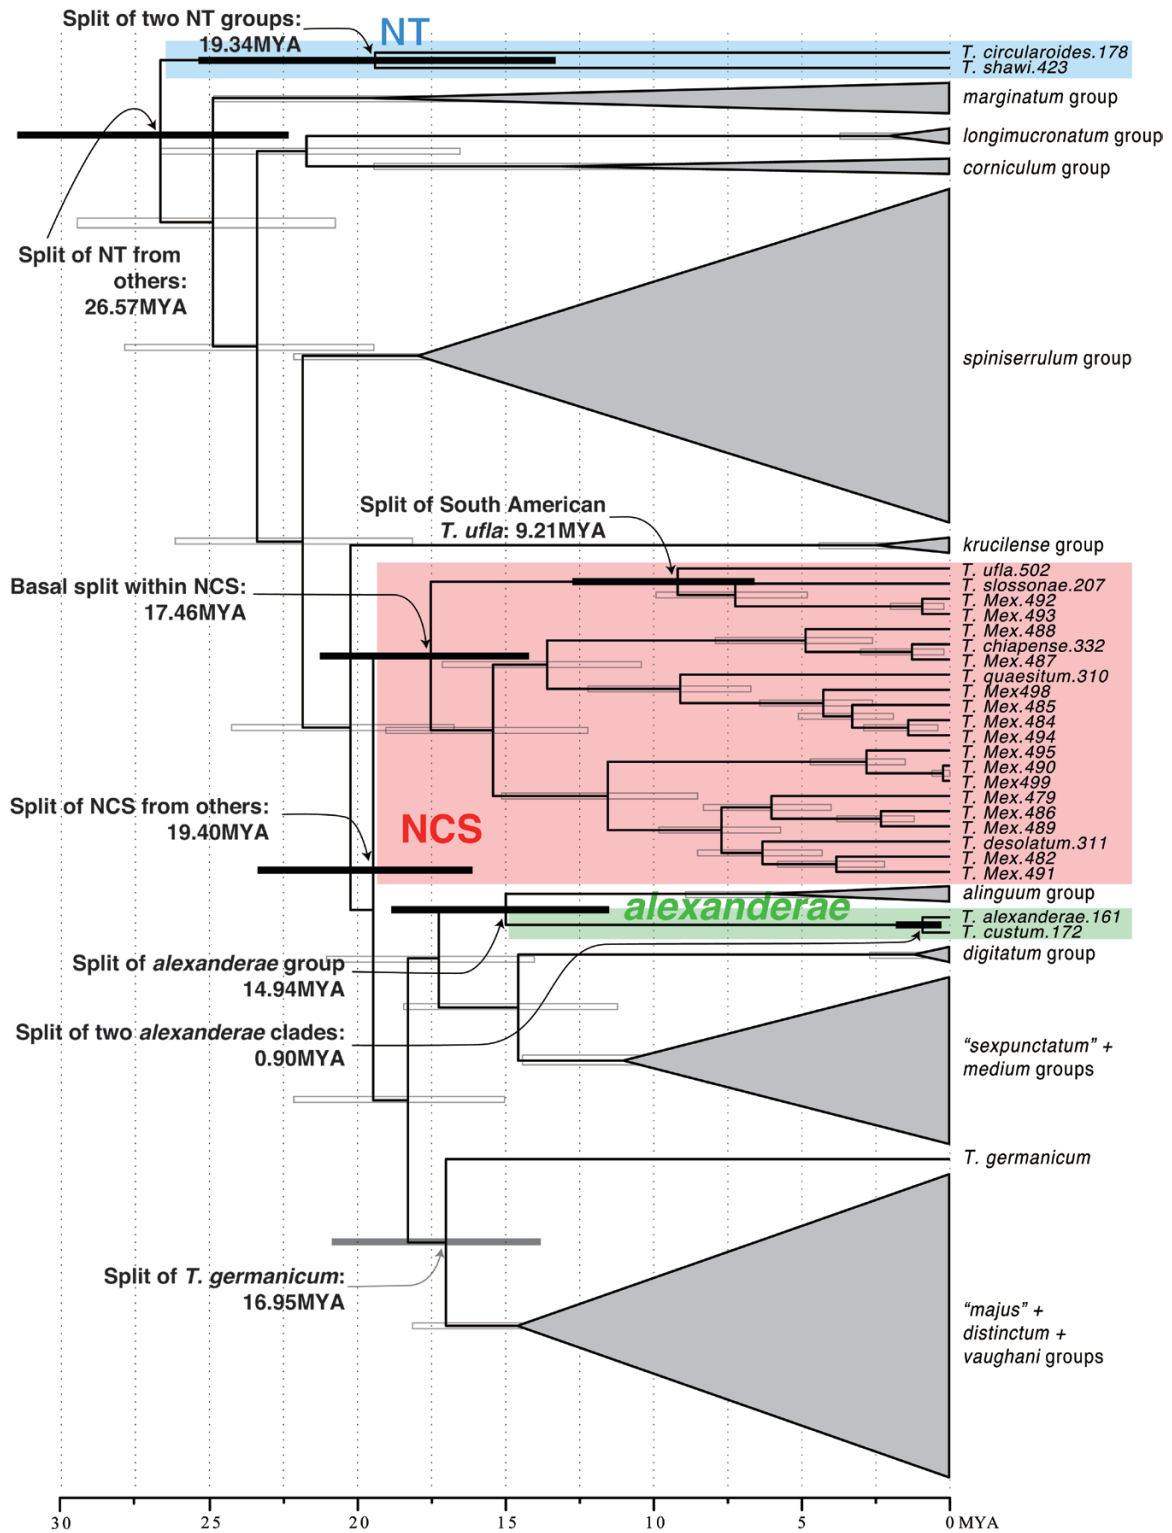 Split of two NT groups:
19.34MYA
NT
T. circularoides.178
T. shawi.423
marginatum group
longimucronatum group
corniculum group
Split of NT from
others:
26.57MYA
spiniserrulum group
Split of South American
T. ufla: 9.21MYA
krucilense group
Basal split within NCS:
17.46MYA
T. ufla.502
T. slossonae.207
T. Mex.492
T. Mex.493
T. Mex.488
T. chiapense.332
T. Mex.487
T. quaesitum.310
T. Mex498
T. Mex.485
T. Mex.484
T. Mex.494
T. Mex.495
T. Mex.490
T. Mex499
T. Mex.479
T. Mex.486
T. Mex.489
T. desolatum.311
T. Mex.482
T. Mex.491
Split of NCS from others:
19.40MYA
NCS
alinguum group
alexanderae
T. alexanderae.161
T. custum.172
digitatum group
Split of alexanderae group
14.94MYA
Split of two alexanderae clades:
0.90MYA
"sexpunctatum" +
medium groups
T. germanicum
Split of T. germanicum:
16.95MYA
"majus" +
distinctum +
vaughani groups
30 25 20 15 10 5 0 MYA